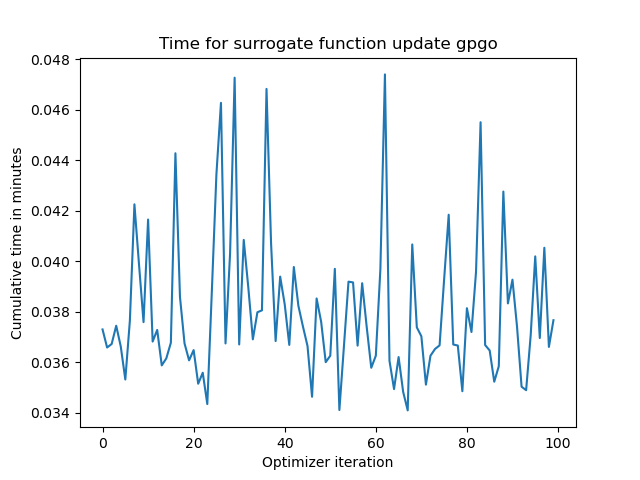 Time for surrogate function update gpgo
0.048
0.046
0.044
0.042
0.040
0.038
0.036
0.034
Cumulative time in minutes
0 20 40 60 80 100
Optimizer iteration